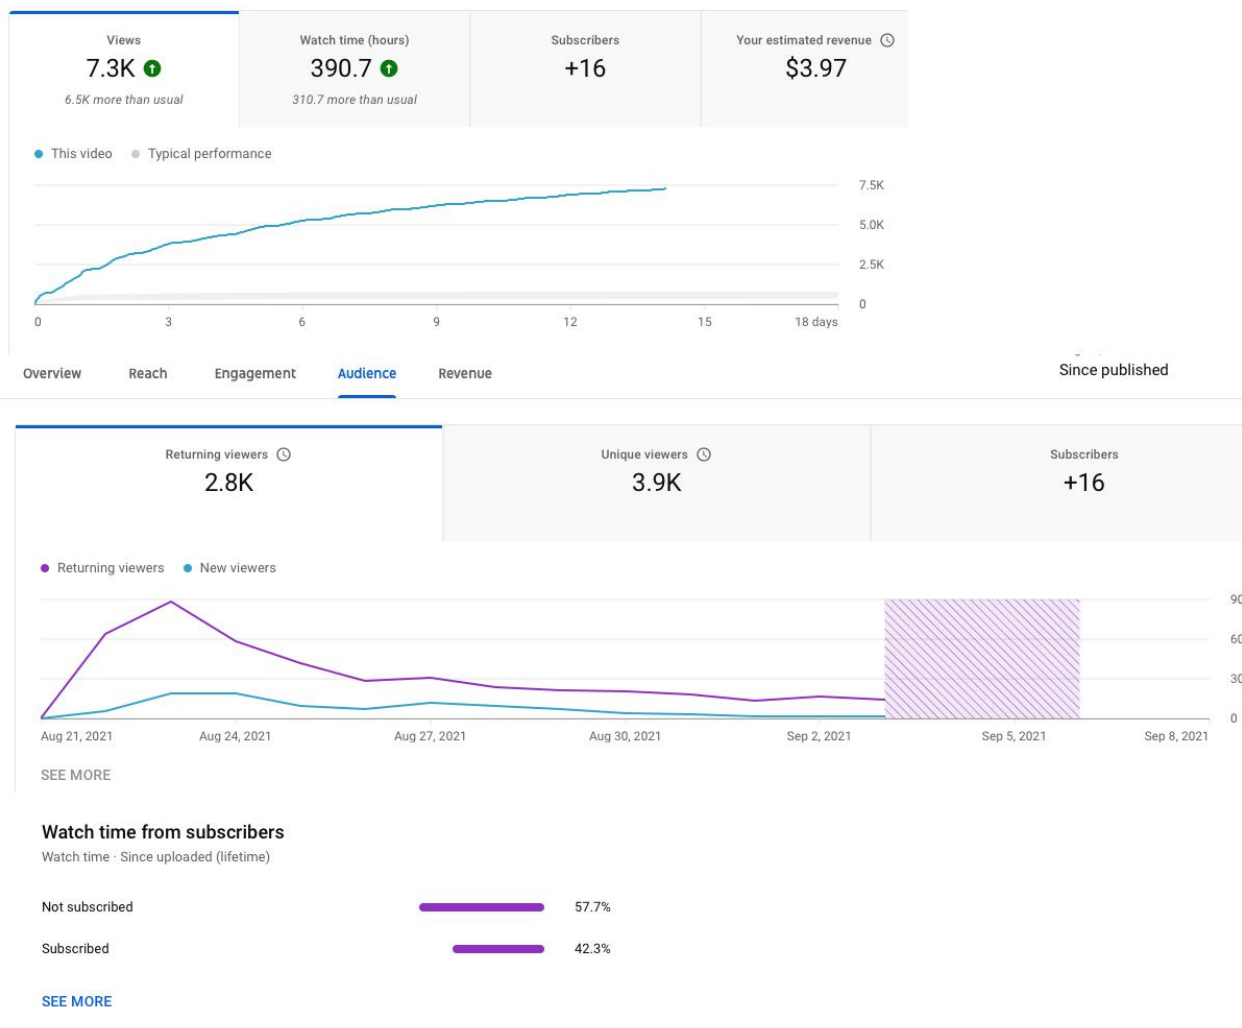 Views
7.3K
6.5K more than usual
Watch time (hours)
390.7
310.7 more than usual
Subscribers
+16
Your estimated revenue
$3.97
This video
Typical performance
7.5K
5.0K
2.5K
0
0 3 6 9 12 15 18 days
Overview Reach Engagement Audience Revenue
Since published
Returning viewers
2.8K
Unique viewers
3.9K
Subscribers
+16
Returning viewers
New viewers
0
Aug 21, 2021 Aug 24, 2021 Aug 27, 2021 Aug 30, 2021 Sep 2, 2021 Sep 5, 2021 Sep 8, 2021
SEE MORE
Watch time from subscribers
Watch time · Since uploaded (lifetime)
Not subscribed 57.7%
Subscribed 42.3%
SEE MORE